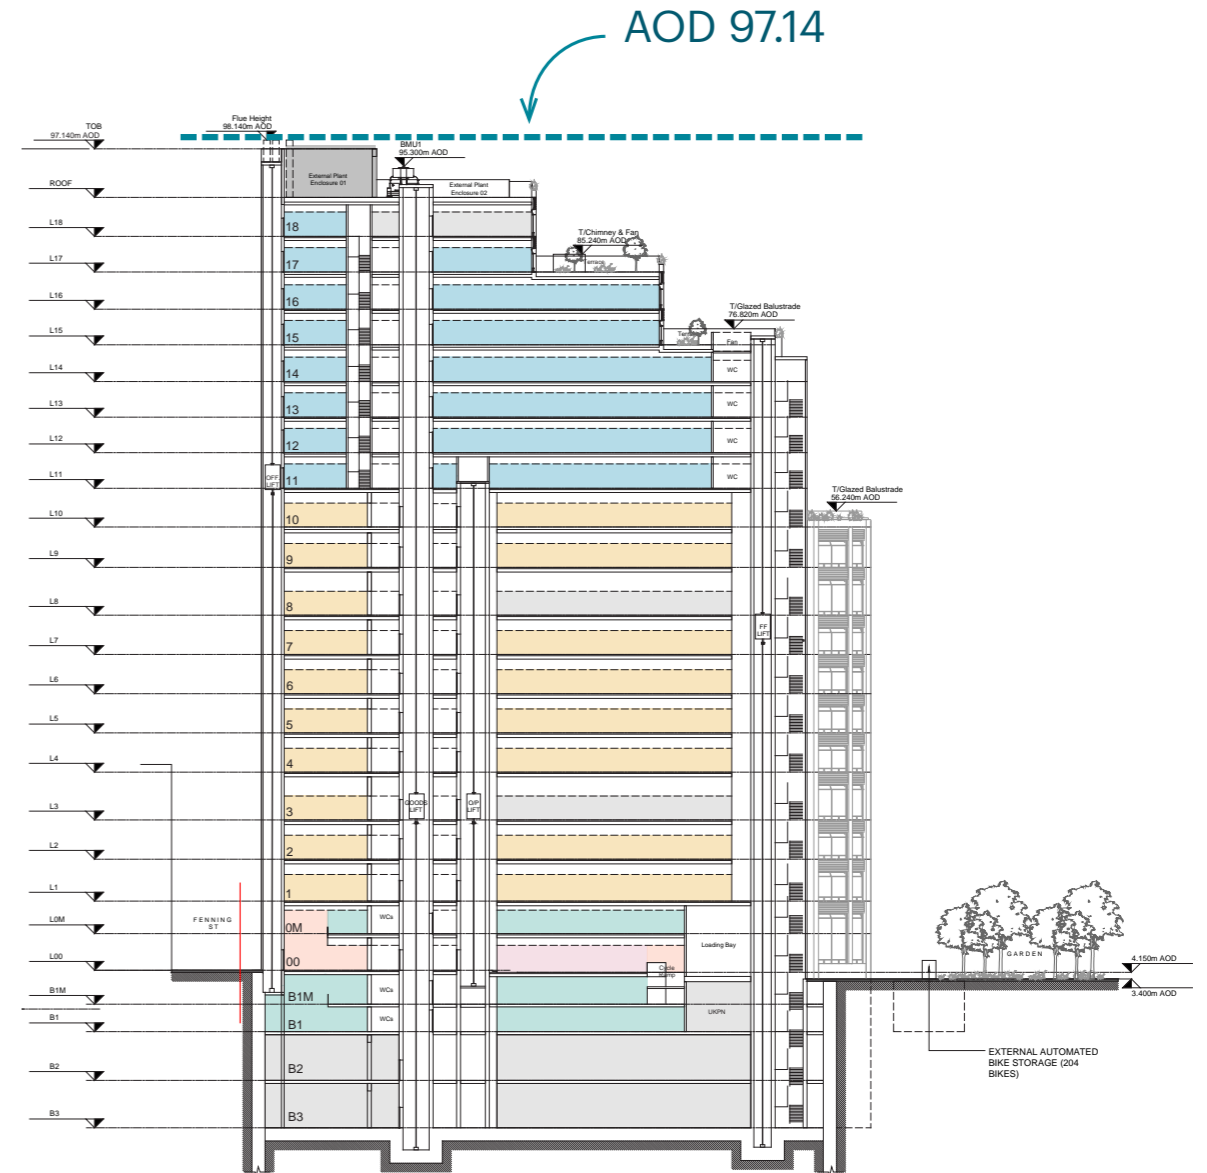 AOD 97.14
Flue Height
98.140m AOD
TOB
97.140m AOD
BMU1
95.300m AOD
External Plant
Enclosure 01
External Plant
Enclosure 02
ROOF
L18
18
T/Chimney & Fan
85.240m AOD
L17
17
Terrace
L16
16
T/Glazed Balustrade
76.820m AOD
L15
15
Fan
L14
14
WC
L13
13
WC
L12
12
WC
L11
11
WC
OFF
LIFT
T/Glazed Balustrade
56.240m AOD
L10
10
L9
9
L8
8
FF
LIFT
L7
7
L6
6
L5
5
L4
4
L3
3
GOODS
LIFT
O/P
LIFT
L2
2
L1
1
FENNING
ST
L0M
0M
WCs
Loading Bay
GARDEN
L00
00
Cycle
Ramp
4.150m AOD
3.400m AOD
B1M
B1M
WCs
B1
B1
WCs
UKPN
EXTERNAL AUTOMATED
BIKE STORAGE (204
BIKES)
B2
B2
B3
B3